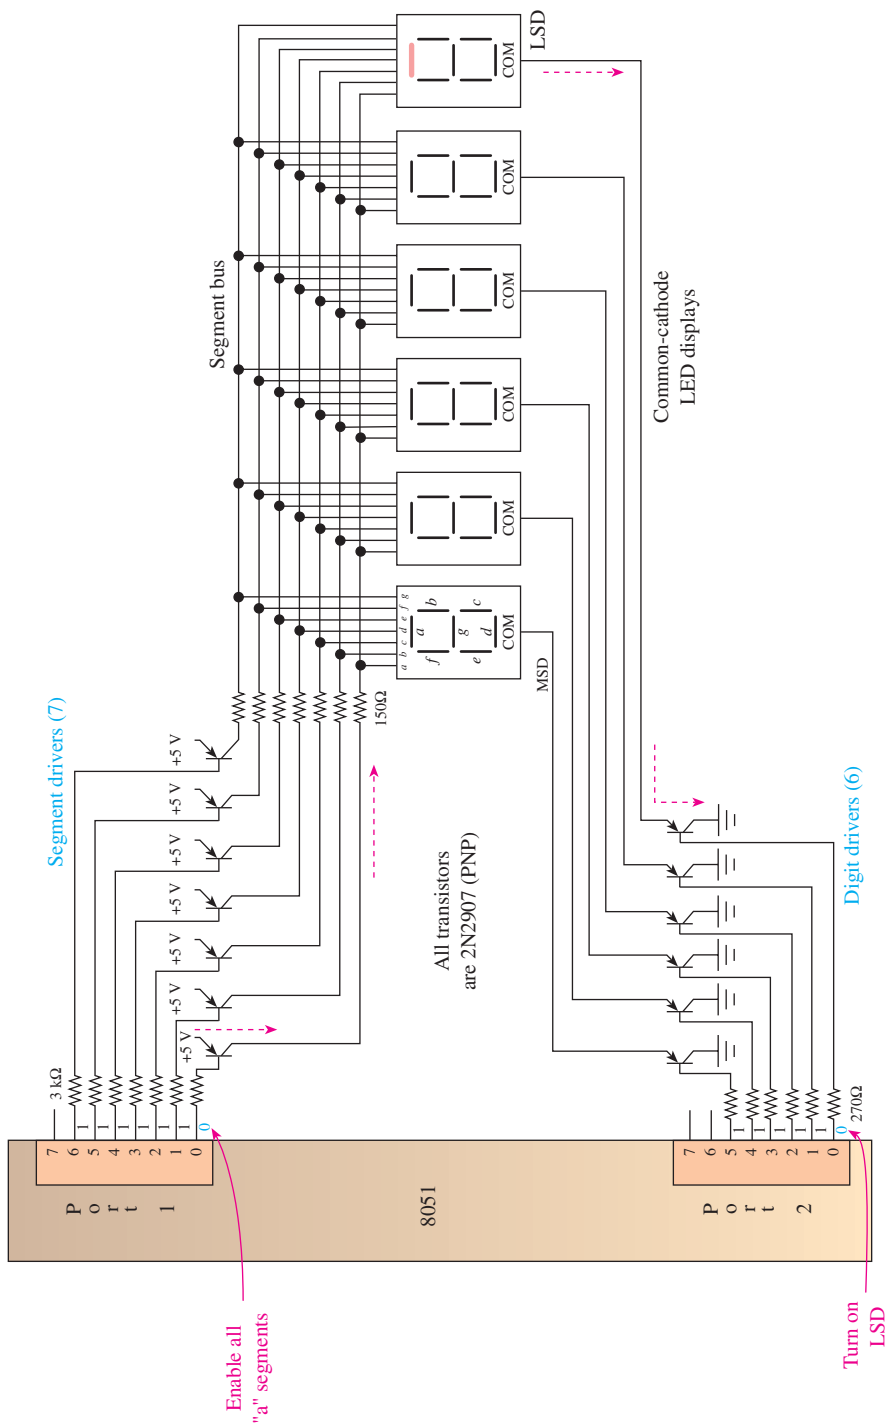 Segment drivers (7)
3 kΩ
7
6
5
4
3
2
1
0
1
1
1
1
1
1
0
Port 1
+5 V
+5 V
+5 V
+5 V
+5 V
+5 V
+5 V
Segment bus
Enable all
"a" segments
150Ω
a b c d e f g
a
f
b
g
e
c
d
COM
COM
COM
COM
COM
COM
MSD
LSD
8051
All transistors
are 2N2907 (PNP)
Common-cathode
LED displays
7
6
5
4
3
2
1
0
1
1
1
1
1
0
Port 2
270Ω
Digit drivers (6)
Turn on
LSD